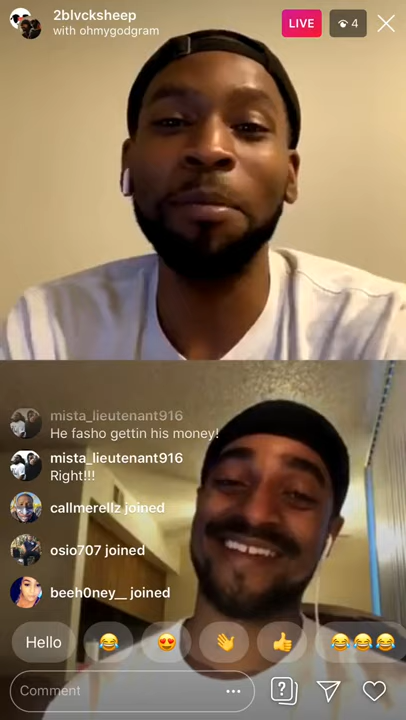 2blvcksheep
with ohmygodgram
LIVE
4
mista_lieutenant916
He fasho gettin his money!
mista_lieutenant916
Right!!!
callmerellz joined
osio707 joined
beeh0ney__ joined
Hello
Comment